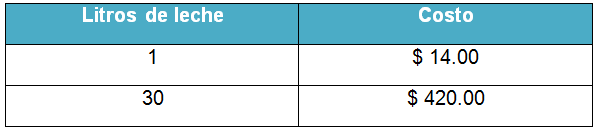 Litros de leche Costo
1 $ 14.00
30 $ 420.00